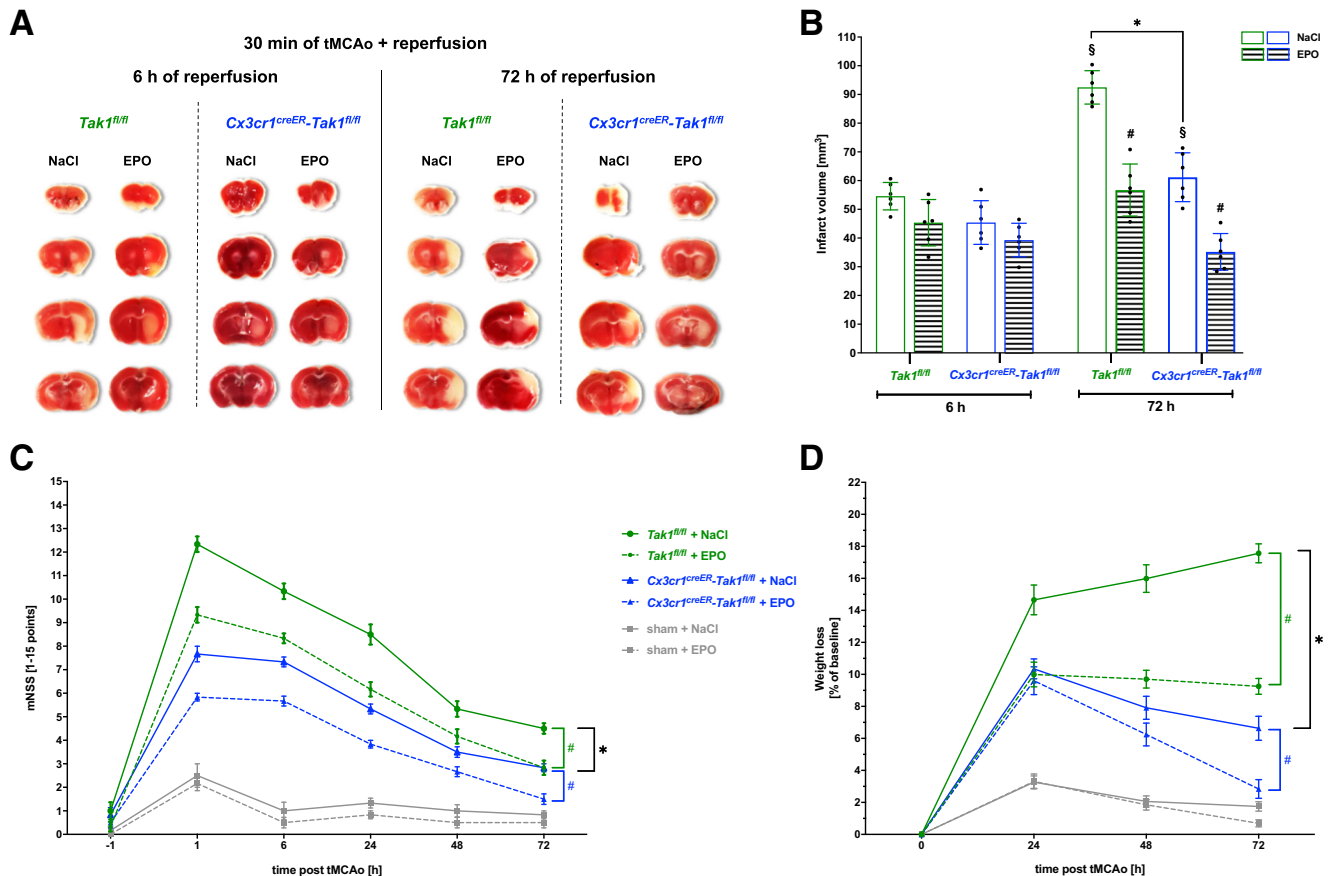 A
30 min of tMCAo + reperfusion
6 h of reperfusion
72 h of reperfusion
Tak1fl/fl
Cx3cr1creER-Tak1fl/fl
Tak1fl/fl
Cx3cr1creER-Tak1fl/fl
NaCl EPO NaCl EPO NaCl EPO NaCl EPO
B
Infarct volume [mm3]
110
100
90
80
70
60
50
40
30
20
10
0
§
#
*
§
#
NaCl
EPO
Tak1fl/fl
Cx3cr1creER-Tak1fl/fl
Tak1fl/fl
Cx3cr1creER-Tak1fl/fl
6 h
72 h
C
mNSS [1-15 points]
15
14
13
12
11
10
9
8
7
6
5
4
3
2
1
0
-1 1 6 24 48 72
time post tMCAo [h]
#
#
*
Tak1fl/fl + NaCl
Tak1fl/fl + EPO
Cx3cr1creER-Tak1fl/fl + NaCl
Cx3cr1creER-Tak1fl/fl + EPO
sham + NaCl
sham + EPO
D
Weight loss
[% of baseline]
22
20
18
16
14
12
10
8
6
4
2
0
0 24 48 72
time post tMCAo [h]
#
#
*